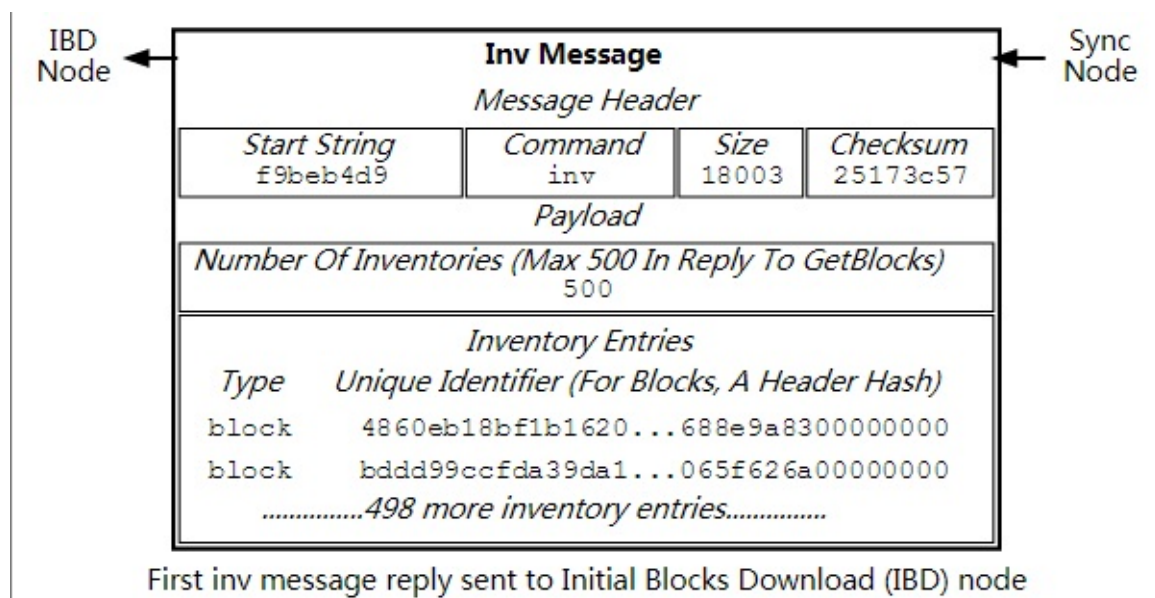 IBD
Node
Sync
Node
Inv Message
Message Header
Start String
f9beb4d9
Command
inv
Size
18003
Checksum
25173c57
Payload
Number Of Inventories (Max 500 In Reply To GetBlocks)
500
Inventory Entries
Type Unique Identifier (For Blocks, A Header Hash)
block 4860eb18bf1b1620...688e9a8300000000
block bddd99ccfda39da1...065f626a00000000
...............498 more inventory entries...............
First inv message reply sent to Initial Blocks Download (IBD) node